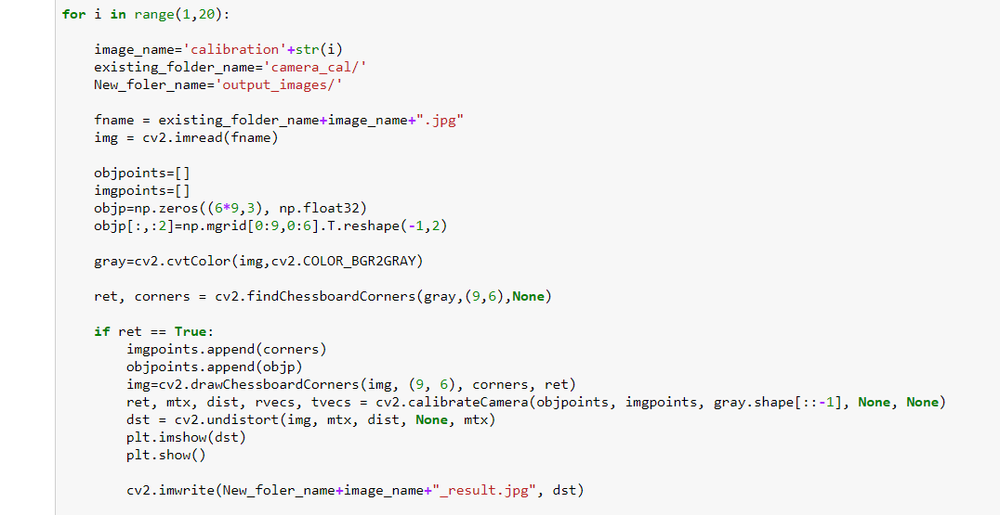 for i in range(1,20):
image_name='calibration'+str(i)
existing_folder_name='camera_cal/'
New_foler_name='output_images/'
fname = existing_folder_name+image_name+".jpg"
img = cv2.imread(fname)
objpoints=[]
imgpoints=[]
objp=np.zeros((6*9,3), np.float32)
objp[:,:2]=np.mgrid[0:9,0:6].T.reshape(-1,2)
gray=cv2.cvtColor(img,cv2.COLOR_BGR2GRAY)
ret, corners = cv2.findChessboardCorners(gray,(9,6),None)
if ret == True:
imgpoints.append(corners)
objpoints.append(objp)
img=cv2.drawChessboardCorners(img, (9, 6), corners, ret)
ret, mtx, dist, rvecs, tvecs = cv2.calibrateCamera(objpoints, imgpoints, gray.shape[::-1], None, None)
dst = cv2.undistort(img, mtx, dist, None, mtx)
plt.imshow(dst)
plt.show()
cv2.imwrite(New_foler_name+image_name+"_result.jpg", dst)